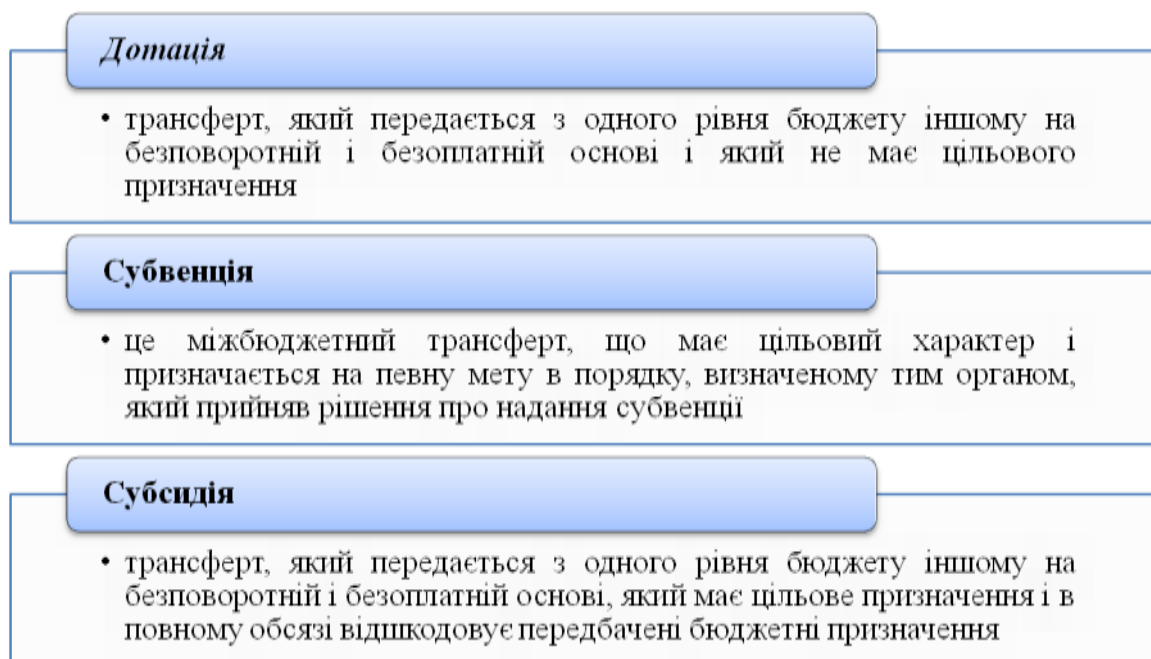 Дотація
• трансферт, який передається з одного рівня бюджету іншому на
безповоротній і безоплатній основі і який не має цільового
призначення
Субвенція
• це міжбюджетний трансферт, що має цільовий характер і
призначається на певну мету в порядку, визначеному тим органом,
який прийняв рішення про надання субвенції
Субсидія
• трансферт, який передається з одного рівня бюджету іншому на
безповоротній і безоплатній основі, який має цільове призначення і в
повному обсязі відшкодовує передбачені бюджетні призначення